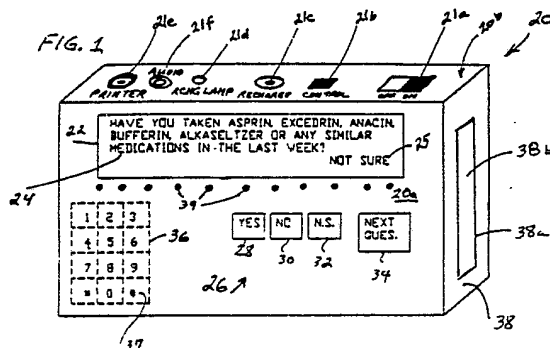 FIG. 1
21e
21f
21d
21c
21b
21a
20b
20
PRINTER
AUDIO
RCHG LAMP
RECHARGE
CONTROL
OFF ON
22
HAVE YOU TAKEN ASPRIN, EXCEDRIN, ANACIN,
BUFFERIN, ALKASELTZER OR ANY SIMILAR
MEDICATIONS IN THE LAST WEEK?
NOT SURE
25
24
39
20a
38b
38a
1 2 3
4 5 6
7 8 9
* 0
36
37
YES
NO
N.S.
NEXT
QUES.
28
30
32
34
26
38